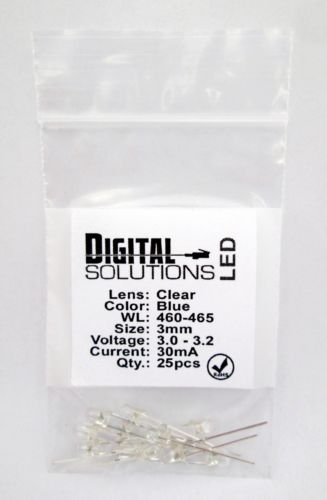 DIGITAL
SOLUTIONS
LED
Lens: Clear
Color: Blue
WL: 460-465
Size: 3mm
Voltage: 3.0 - 3.2
Current: 30mA
Qty.: 25pcs
RoHS